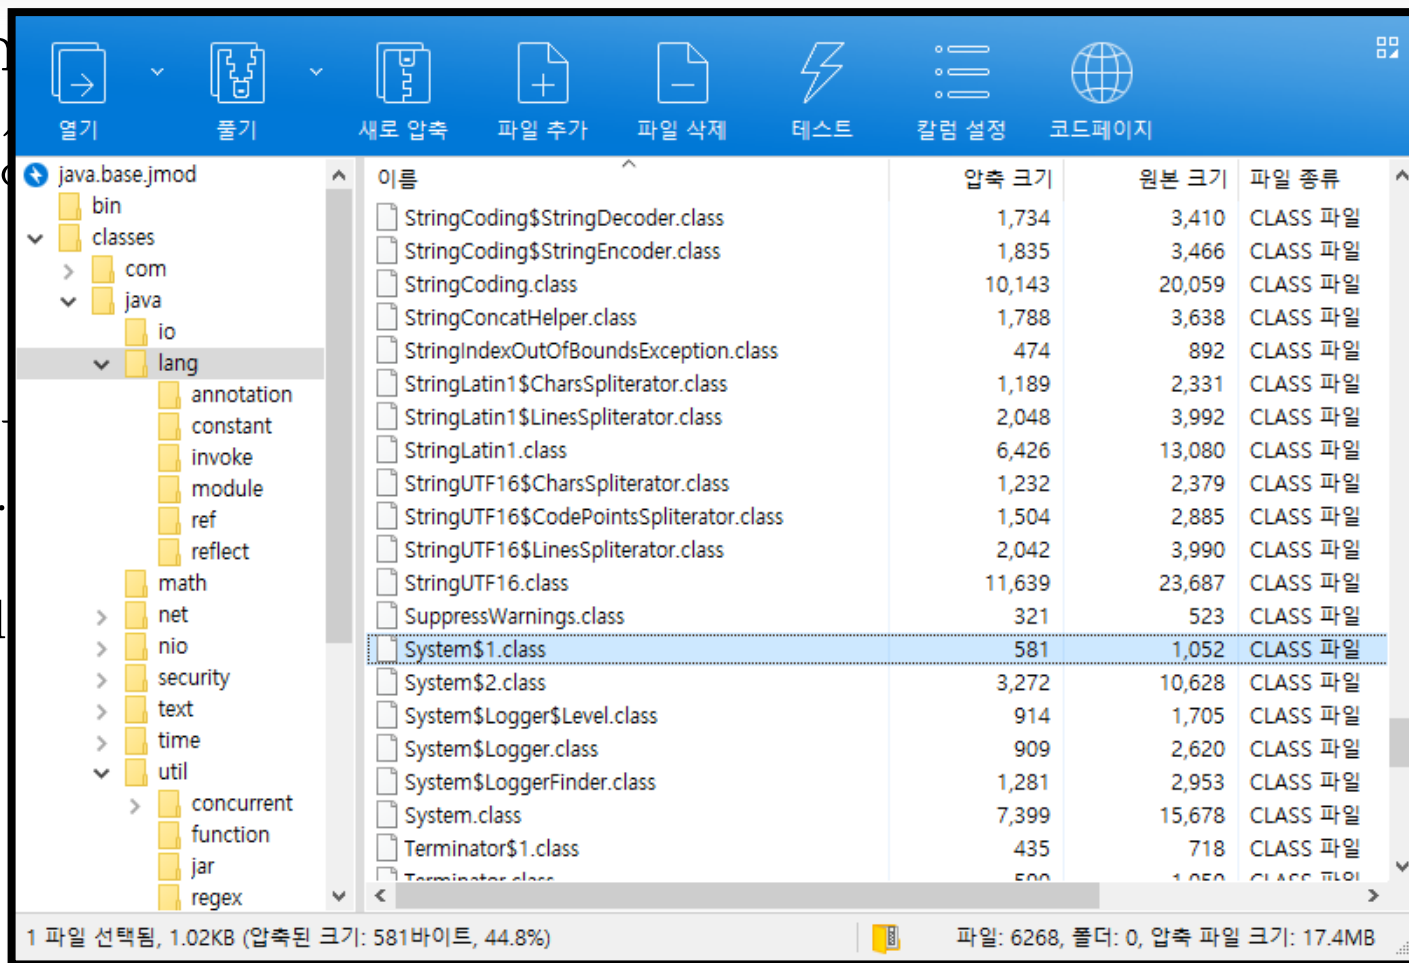 열기
풀기
새로 압축
파일 추가
파일 삭제
테스트
칼럼 설정
코드페이지
java.base.jmod
bin
classes
com
java
io
lang
annotation
constant
invoke
module
ref
reflect
math
net
nio
security
text
time
util
concurrent
function
jar
regex
이름 압축 크기 원본 크기 파일 종류
StringCoding$StringDecoder.class 1,734 3,410 CLASS 파일
StringCoding$StringEncoder.class 1,835 3,466 CLASS 파일
StringCoding.class 10,143 20,059 CLASS 파일
StringConcatHelper.class 1,788 3,638 CLASS 파일
StringIndexOutOfBoundsException.class 474 892 CLASS 파일
StringLatin1$CharsSpliterator.class 1,189 2,331 CLASS 파일
StringLatin1$LinesSpliterator.class 2,048 3,992 CLASS 파일
StringLatin1.class 6,426 13,080 CLASS 파일
StringUTF16$CharsSpliterator.class 1,232 2,379 CLASS 파일
StringUTF16$CodePointsSpliterator.class 1,504 2,885 CLASS 파일
StringUTF16$LinesSpliterator.class 2,042 3,990 CLASS 파일
StringUTF16.class 11,639 23,687 CLASS 파일
SuppressWarnings.class 321 523 CLASS 파일
System$1.class 581 1,052 CLASS 파일
System$2.class 3,272 10,628 CLASS 파일
System$Logger$Level.class 914 1,705 CLASS 파일
System$Logger.class 909 2,620 CLASS 파일
System$LoggerFinder.class 1,281 2,953 CLASS 파일
System.class 7,399 15,678 CLASS 파일
Terminator$1.class 435 718 CLASS 파일
Terminator.class CLASS 파일
1 파일 선택됨, 1.02KB (압축된 크기: 581바이트, 44.8%)
파일: 6268, 폴더: 0, 압축 파일 크기: 17.4MB